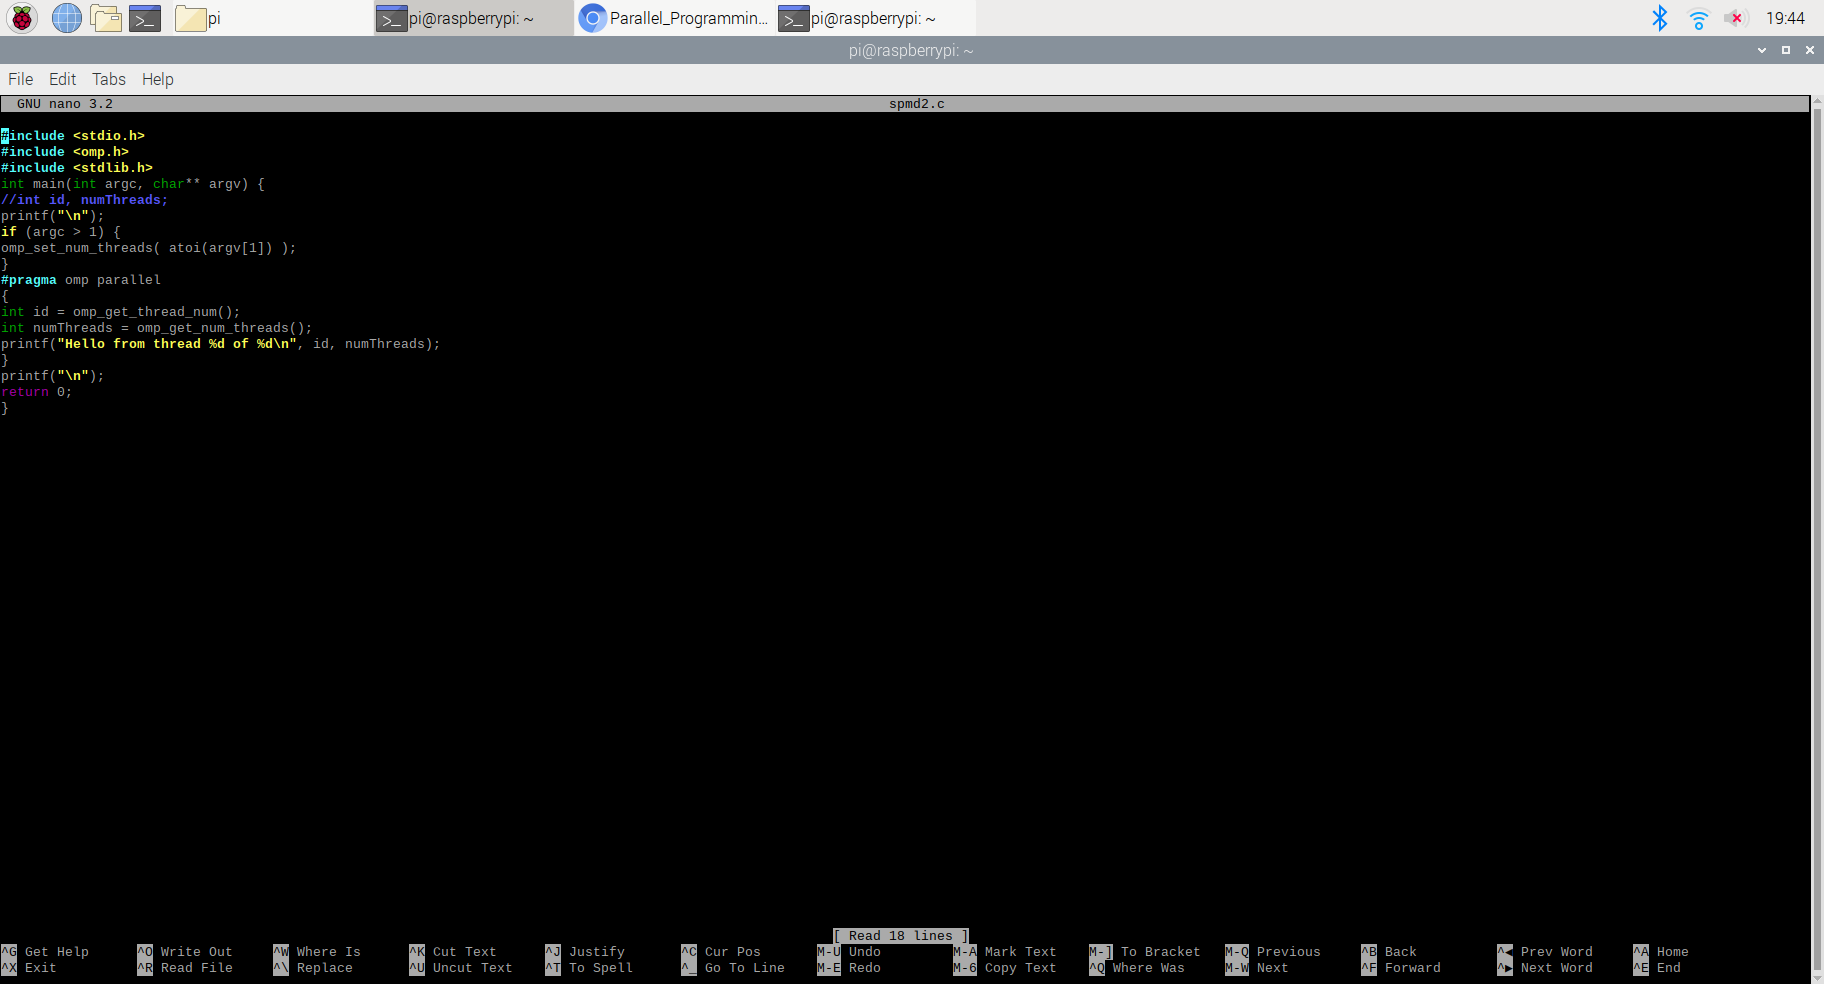 pi
pi@raspberrypi: ~
Parallel_Programmin...
pi@raspberrypi: ~
19:44
pi@raspberrypi: ~
File Edit Tabs Help
GNU nano 3.2 spmd2.c
#include <stdio.h>
#include <omp.h>
#include <stdlib.h>
int main(int argc, char** argv) {
//int id, numThreads;
printf("\n");
if (argc > 1) {
omp_set_num_threads( atoi(argv[1]) );
}
#pragma omp parallel
{
int id = omp_get_thread_num();
int numThreads = omp_get_num_threads();
printf("Hello from thread %d of %d\n", id, numThreads);
}
printf("\n");
return 0;
}
[ Read 18 lines ]
^G Get Help ^O Write Out ^W Where Is ^K Cut Text ^J Justify ^C Cur Pos M-U Undo M-A Mark Text M-] To Bracket M-Q Previous ^B Back ^◀ Prev Word ^A Home
^X Exit ^R Read File ^\ Replace ^U Uncut Text ^T To Spell ^_ Go To Line M-E Redo M-6 Copy Text ^Q Where Was M-W Next ^F Forward ^▶ Next Word ^E End